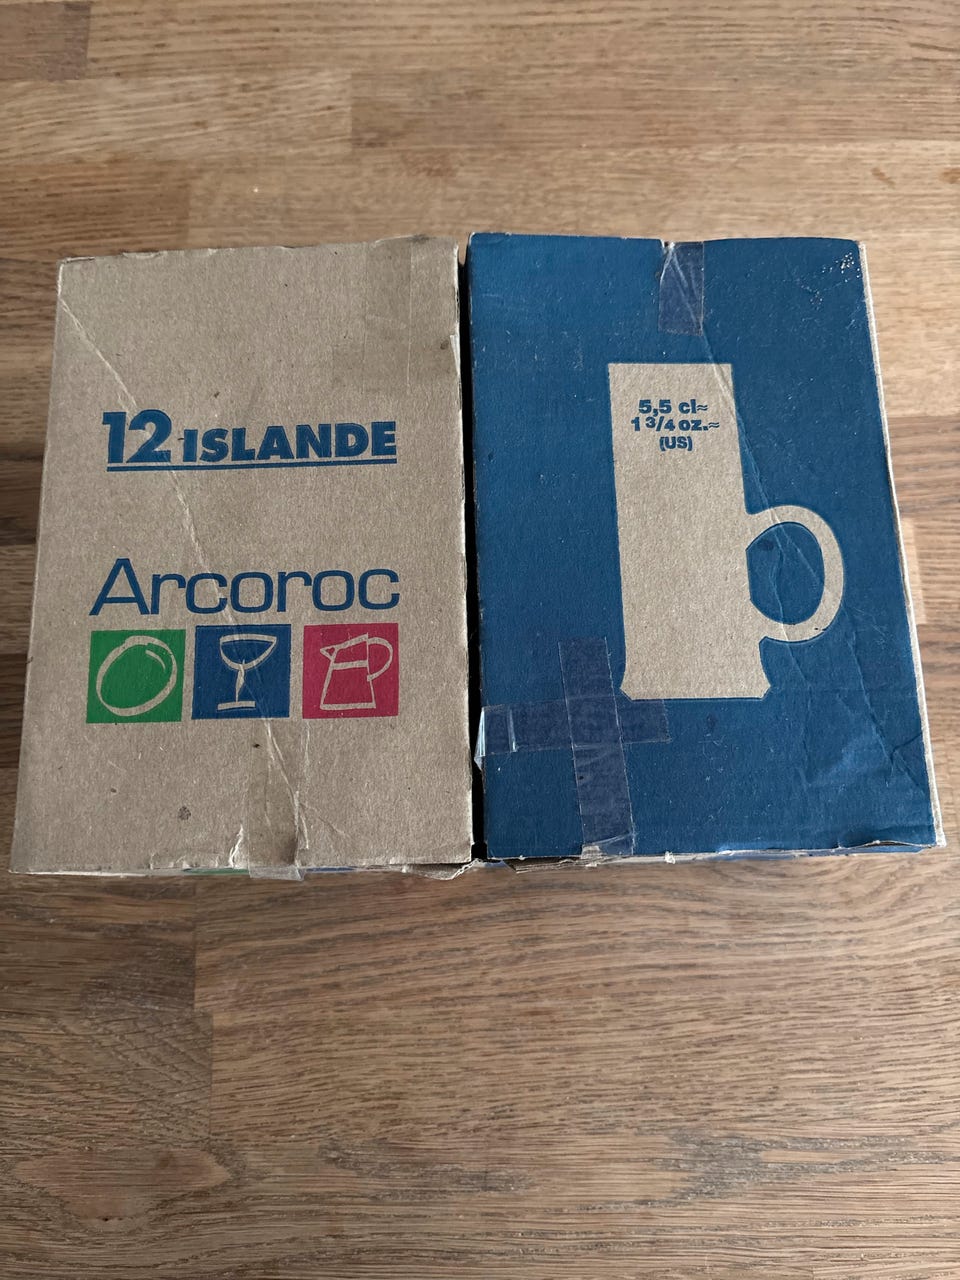 12 ISLANDE
Arcoroc
5,5 cl≈
1 3/4 oz.≈
(US)